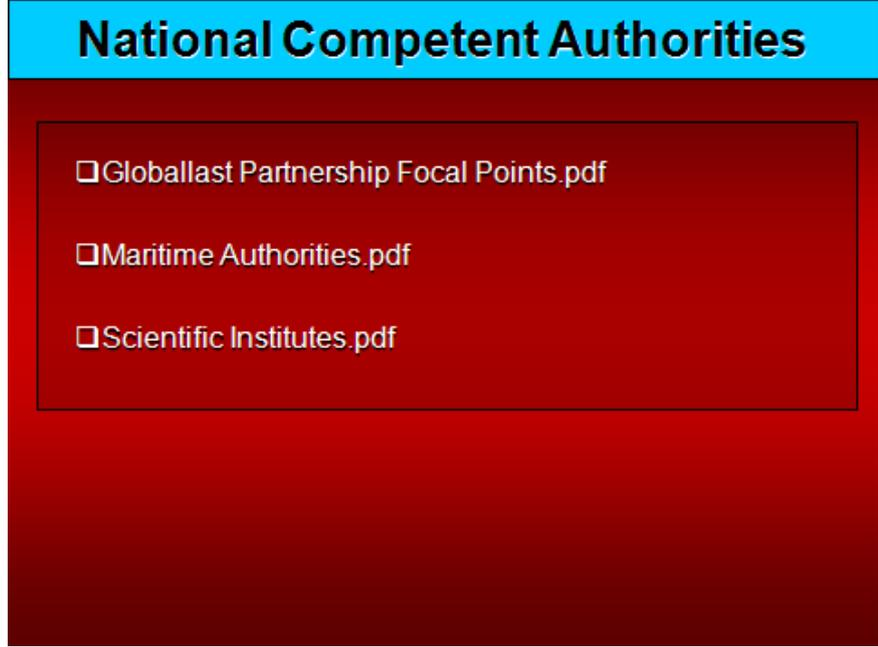 National Competent Authorities
❑Globallast Partnership Focal Points.pdf
❑Maritime Authorities.pdf
❑Scientific Institutes.pdf